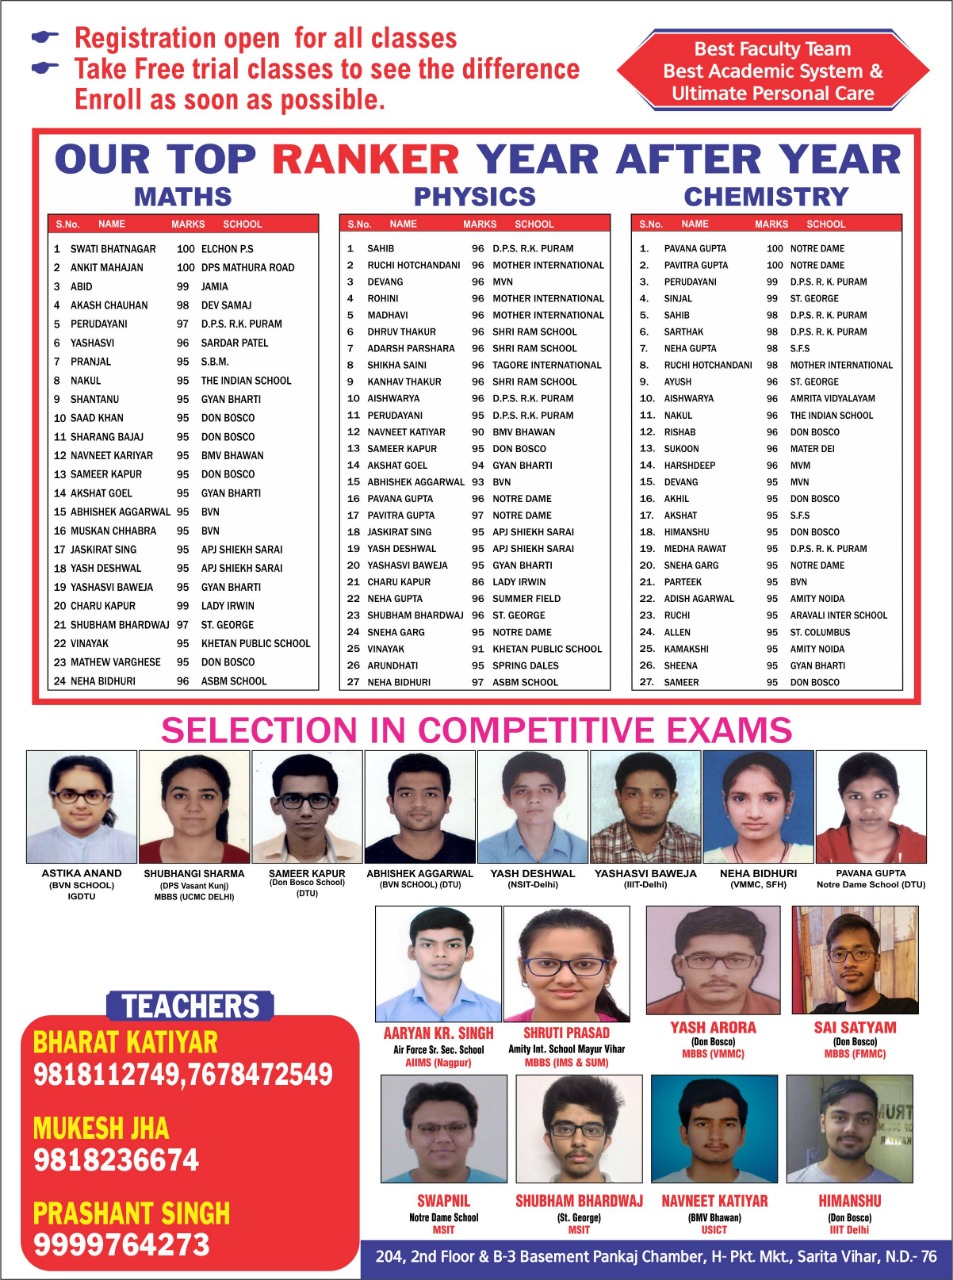 Registration open for all classes
Take Free trial classes to see the difference
Enroll as soon as possible.
Best Faculty Team
Best Academic System &
Ultimate Personal Care
OUR TOP RANKER YEAR AFTER YEAR
MATHS
S.No. NAME MARKS SCHOOL
1 SWATI BHATNAGAR 100 ELCHON P.S
2 ANKIT MAHAJAN 100 DPS MATHURA ROAD
3 ABID 99 JAMIA
4 AKASH CHAUHAN 98 DEV SAMAJ
5 PERUDAYANI 97 D.P.S. R.K. PURAM
6 YASHASVI 96 SARDAR PATEL
7 PRANJAL 95 S.B.M.
8 NAKUL 95 THE INDIAN SCHOOL
9 SHANTANU 95 GYAN BHARTI
10 SAAD KHAN 95 DON BOSCO
11 SHARANG BAJAJ 95 DON BOSCO
12 NAVNEET KARIYAR 95 BMV BHAWAN
13 SAMEER KAPUR 95 DON BOSCO
14 AKSHAT GOEL 95 GYAN BHARTI
15 ABHISHEK AGGARWAL 95 BVN
16 MUSKAN CHHABRA 95 BVN
17 JASKIRAT SING 95 APJ SHIEKH SARAI
18 YASH DESHWAL 95 APJ SHIEKH SARAI
19 YASHASVI BAWEJA 95 GYAN BHARTI
20 CHARU KAPUR 99 LADY IRWIN
21 SHUBHAM BHARDWAJ 97 ST. GEORGE
22 VINAYAK 95 KHETAN PUBLIC SCHOOL
23 MATHEW VARGHESE 95 DON BOSCO
24 NEHA BIDHURI 96 ASBM SCHOOL
PHYSICS
S.No. NAME MARKS SCHOOL
1 SAHIB 96 D.P.S. R.K. PURAM
2 RUCHI HOTCHANDANI 96 MOTHER INTERNATIONAL
3 DEVANG 96 MVN
4 ROHINI 96 MOTHER INTERNATIONAL
5 MADHAVI 96 MOTHER INTERNATIONAL
6 DHRUV THAKUR 96 SHRI RAM SCHOOL
7 ADARSH PARSHARA 96 SHRI RAM SCHOOL
8 SHIKHA SAINI 96 TAGORE INTERNATIONAL
9 KANHAV THAKUR 96 SHRI RAM SCHOOL
10 AISHWARYA 96 D.P.S. R.K. PURAM
11 PERUDAYANI 95 D.P.S. R.K. PURAM
12 NAVNEET KATIYAR 90 BMV BHAWAN
13 SAMEER KAPUR 95 DON BOSCO
14 AKSHAT GOEL 94 GYAN BHARTI
15 ABHISHEK AGGARWAL 93 BVN
16 PAVANA GUPTA 96 NOTRE DAME
17 PAVITRA GUPTA 97 NOTRE DAME
18 JASKIRAT SING 95 APJ SHIEKH SARAI
19 YASH DESHWAL 95 APJ SHIEKH SARAI
20 YASHASVI BAWEJA 95 GYAN BHARTI
21 CHARU KAPUR 86 LADY IRWIN
22 NEHA GUPTA 96 SUMMER FIELD
23 SHUBHAM BHARDWAJ 96 ST. GEORGE
24 SNEHA GARG 95 NOTRE DAME
25 VINAYAK 91 KHETAN PUBLIC SCHOOL
26 ARUNDHATI 95 SPRING DALES
27 NEHA BIDHURI 97 ASBM SCHOOL
CHEMISTRY
S.No. NAME MARKS SCHOOL
1. PAVANA GUPTA 100 NOTRE DAME
2. PAVITRA GUPTA 100 NOTRE DAME
3. PERUDAYANI 99 D.P.S. R. K. PURAM
4. SINJAL 99 ST. GEORGE
5. SAHIB 98 D.P.S. R. K. PURAM
6. SARTHAK 98 D.P.S. R. K. PURAM
7. NEHA GUPTA 98 S.F.S
8. RUCHI HOTCHANDANI 98 MOTHER INTERNATIONAL
9. AYUSH 96 ST. GEORGE
10. AISHWARYA 96 AMRITA VIDYALAYAM
11. NAKUL 96 THE INDIAN SCHOOL
12. RISHAB 96 DON BOSCO
13. SUKOON 96 MATER DEI
14. HARSHDEEP 96 MVM
15. DEVANG 95 MVN
16. AKHIL 95 DON BOSCO
17. AKSHAT 95 S.F.S
18. HIMANSHU 95 DON BOSCO
19. MEDHA RAWAT 95 D.P.S. R. K. PURAM
20. SNEHA GARG 95 NOTRE DAME
21. PARTEEK 95 BVN
22. ADISH AGARWAL 95 AMITY NOIDA
23. RUCHI 95 ARAVALI INTER SCHOOL
24. ALLEN 95 ST. COLUMBUS
25. KAMAKSHI 95 AMITY NOIDA
26. SHEENA 95 GYAN BHARTI
27. SAMEER 95 DON BOSCO
SELECTION IN COMPETITIVE EXAMS
ASTIKA ANAND
(BVN SCHOOL)
IGDTU
SHUBHANGI SHARMA
(DPS Vasant Kunj)
MBBS (UCMC DELHI)
SAMEER KAPUR
(Don Bosco School)
(DTU)
ABHISHEK AGGARWAL
(BVN SCHOOL) (DTU)
YASH DESHWAL
(NSIT-Delhi)
YASHASVI BAWEJA
(IIIT-Delhi)
NEHA BIDHURI
(VMMC, SFH)
PAVANA GUPTA
Notre Dame School (DTU)
AARYAN KR. SINGH
Air Force Sr. Sec. School
AIIMS (Nagpur)
SHRUTI PRASAD
Amity Int. School Mayur Vihar
MBBS (IMS & SUM)
YASH ARORA
(Don Bosco)
MBBS (VMMC)
SAI SATYAM
(Don Bosco)
MBBS (FMMC)
SWAPNIL
Notre Dame School
MSIT
SHUBHAM BHARDWAJ
(St. George)
MSIT
NAVNEET KATIYAR
(BMV Bhawan)
USICT
HIMANSHU
(Don Bosco)
IIIT Delhi
TEACHERS
BHARAT KATIYAR
9818112749,7678472549
MUKESH JHA
9818236674
PRASHANT SINGH
9999764273
204, 2nd Floor & B-3 Basement Pankaj Chamber, H- Pkt. Mkt., Sarita Vihar, N.D.- 76